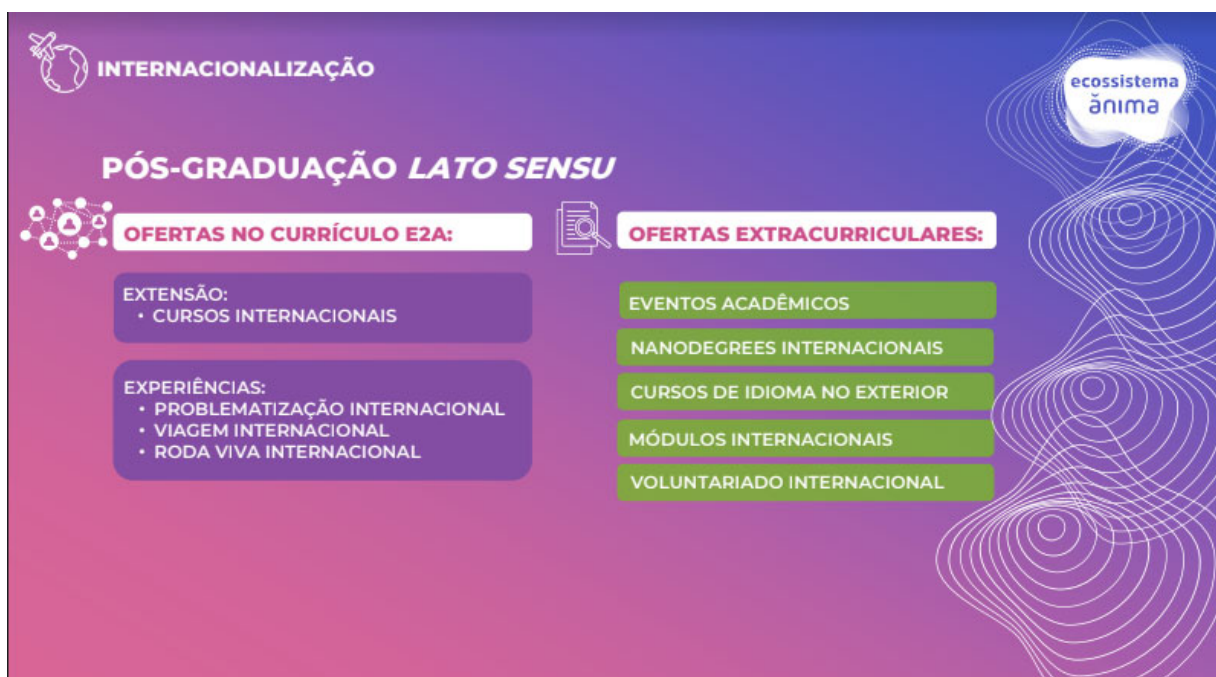 INTERNACIONALIZAÇÃO
ecossistema
ănıma
PÓS-GRADUAÇÃO LATO SENSU
OFERTAS NO CURRÍCULO E2A:
EXTENSÃO:
• CURSOS INTERNACIONAIS
EXPERIÊNCIAS:
• PROBLEMATIZAÇÃO INTERNACIONAL
• VIAGEM INTERNACIONAL
• RODA VIVA INTERNACIONAL
OFERTAS EXTRACURRICULARES:
EVENTOS ACADÊMICOS
NANODEGREES INTERNACIONAIS
CURSOS DE IDIOMA NO EXTERIOR
MÓDULOS INTERNACIONAIS
VOLUNTARIADO INTERNACIONAL